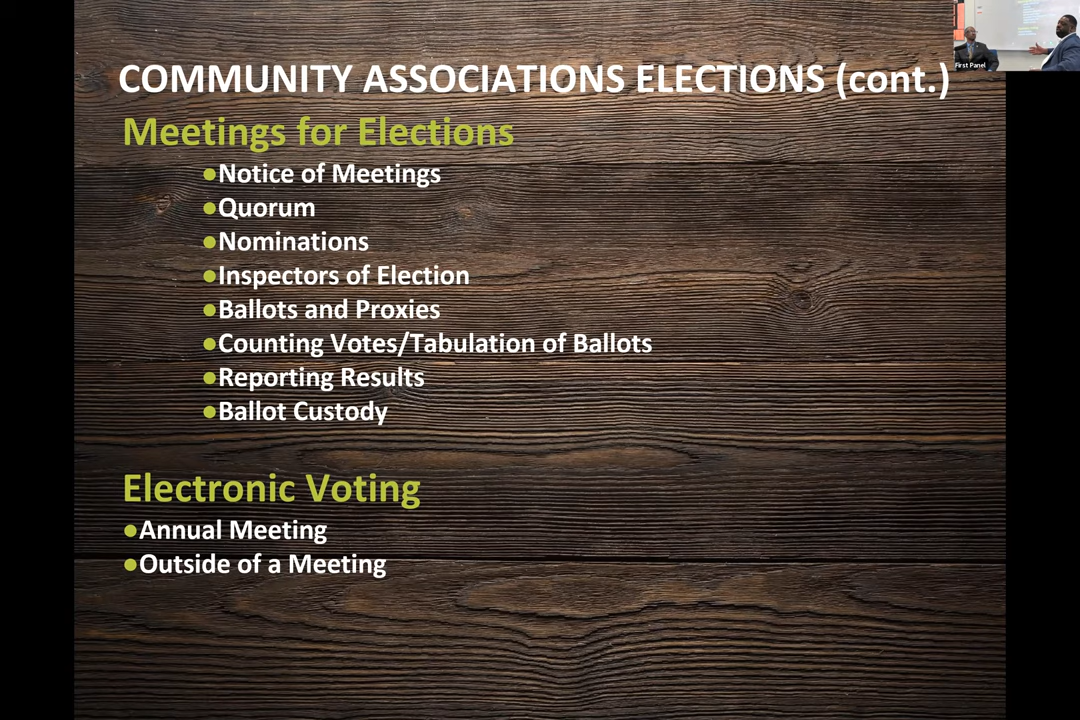 COMMUNITY ASSOCIATIONS ELECTIONS (cont.)
Meetings for Elections
●Notice of Meetings
●Quorum
●Nominations
●Inspectors of Election
●Ballots and Proxies
●Counting Votes/Tabulation of Ballots
●Reporting Results
●Ballot Custody
Electronic Voting
●Annual Meeting
●Outside of a Meeting
First Panel